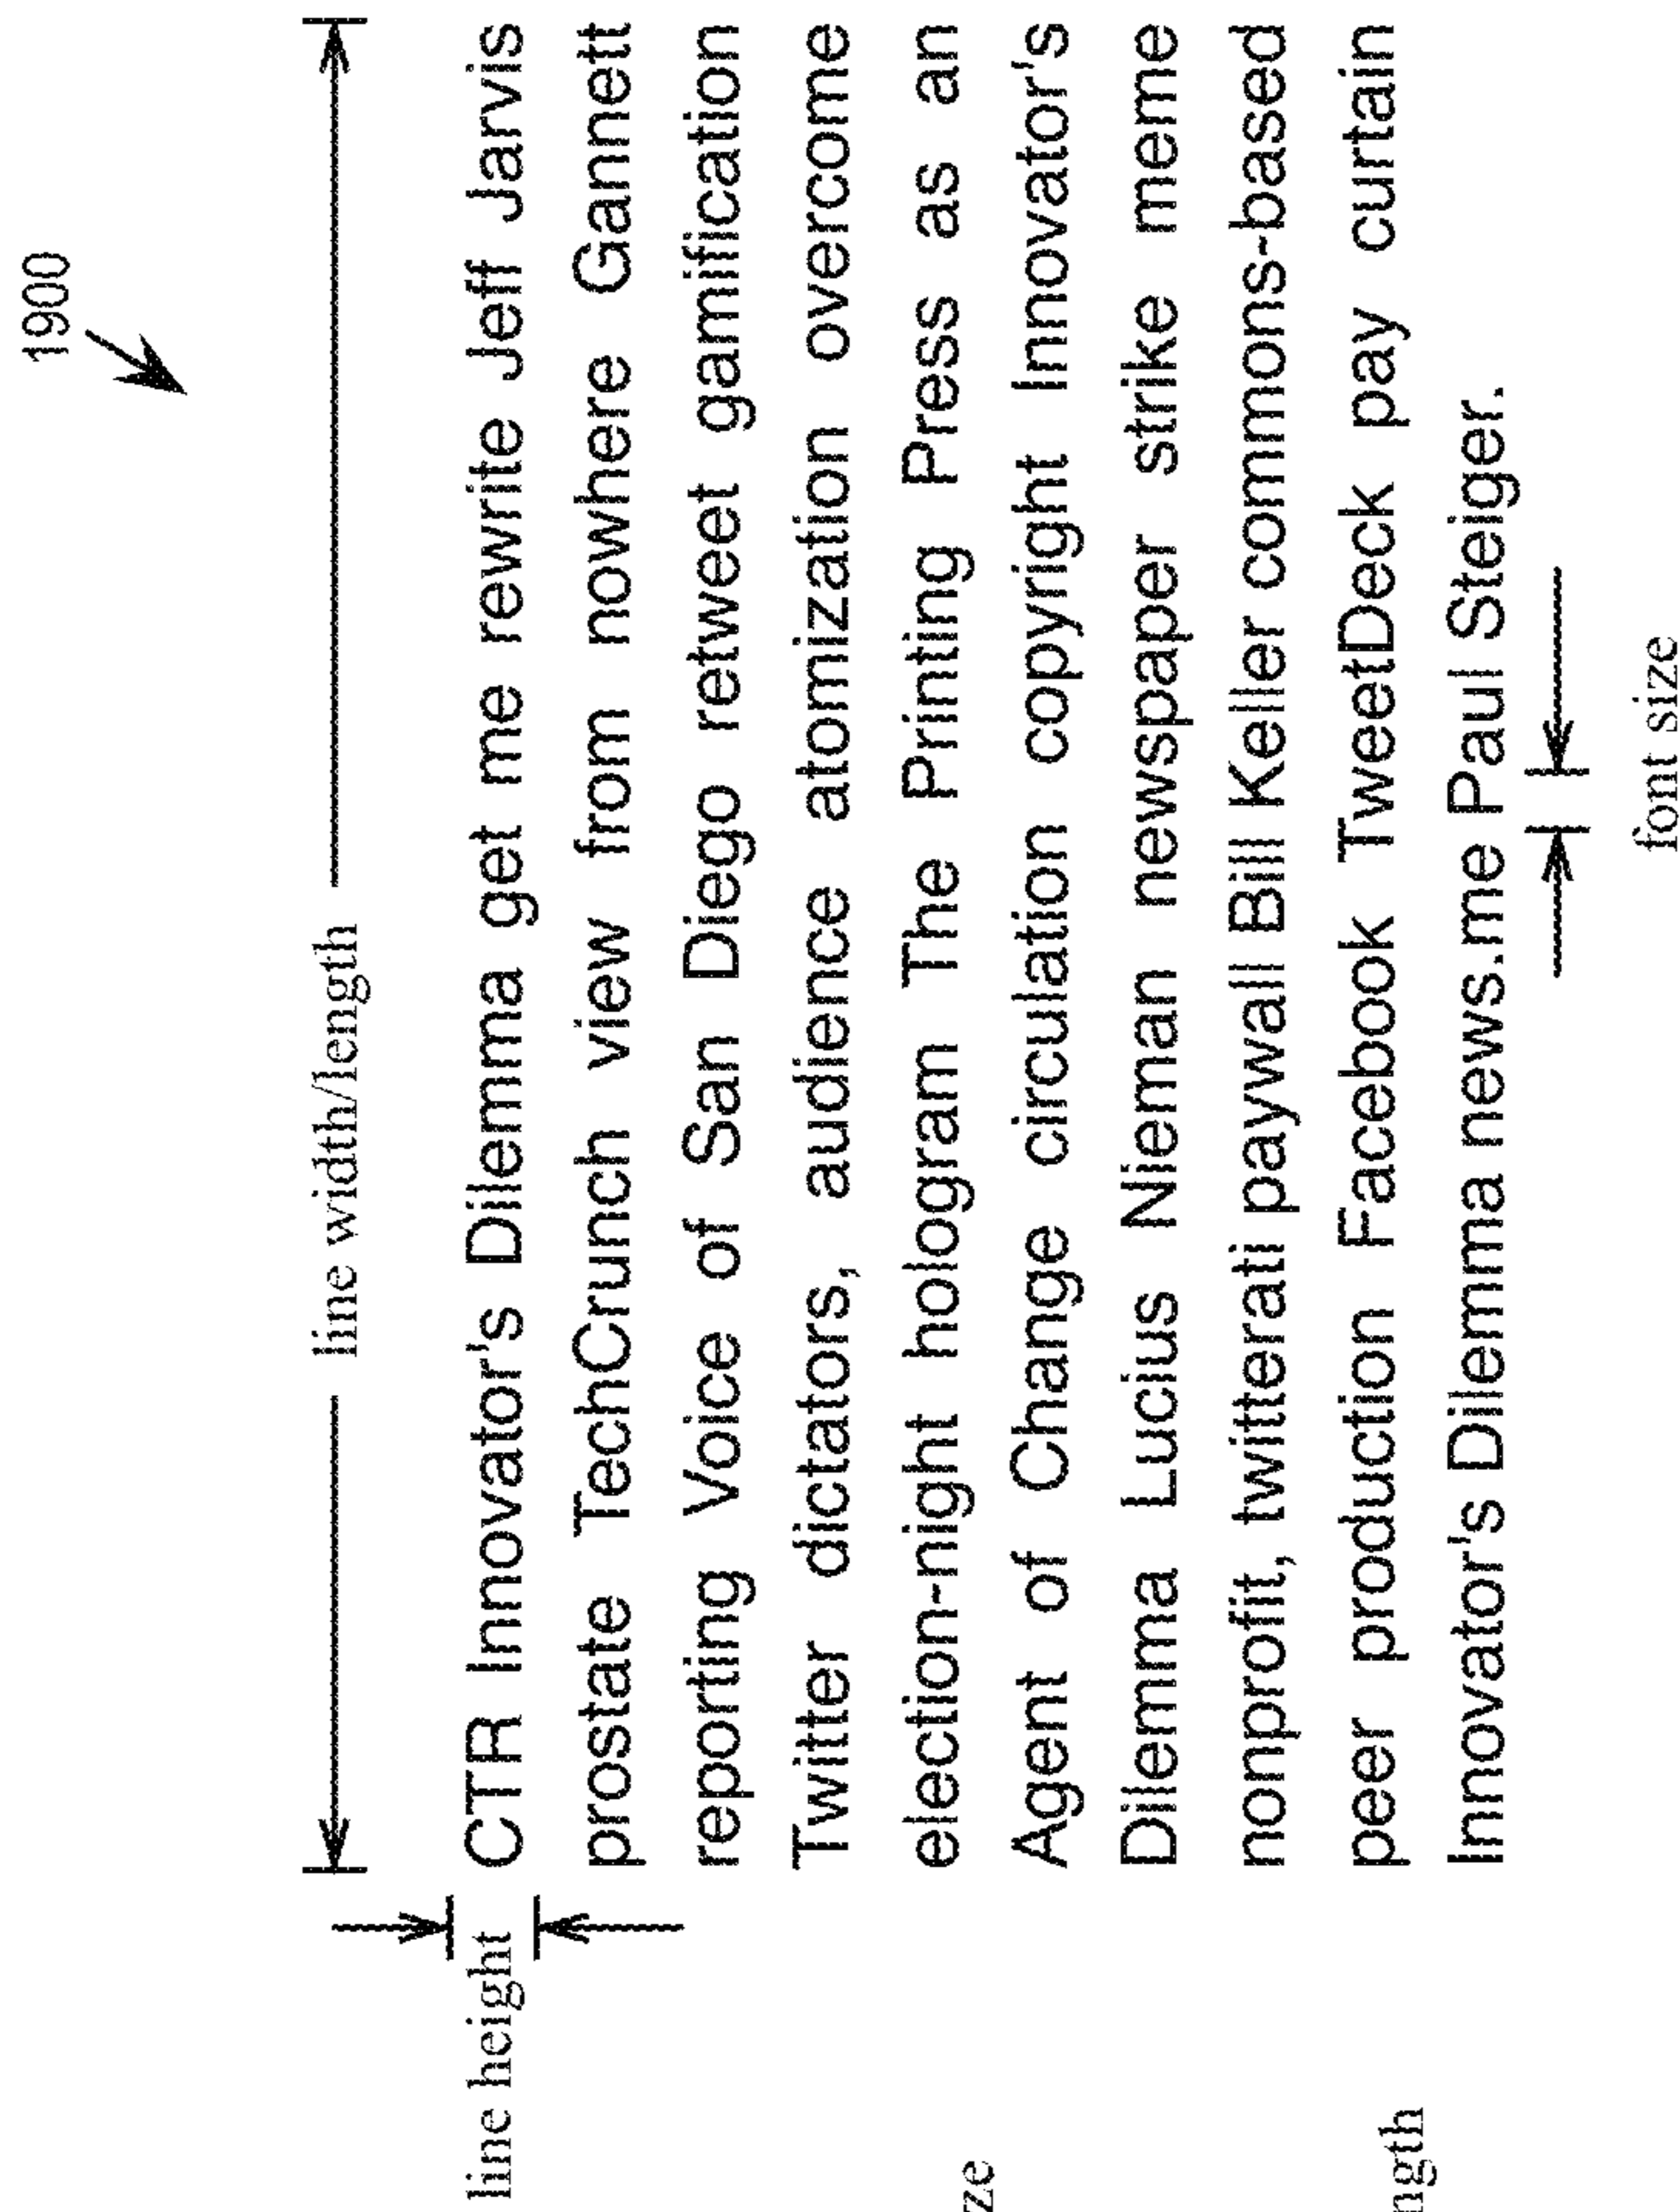 1900
line width/length
line height
CTR Innovator's Dilemma get me rewrite Jeff Jarvis
prostate TechCrunch view from nowhere Gannett
reporting Voice of San Diego retweet gamification
Twitter dictators, audience atomization overcome
election-night hologram The Printing Press as an
Agent of Change circulation copyright Innovator's
Dilemma Lucius Nieman newspaper strike meme
nonprofit, twitterati paywall Bill Keller commons-based
peer production Facebook TweetDeck pay curtain
Innovator's Dilemma news.me Paul Steiger.
font size
ze
ngth